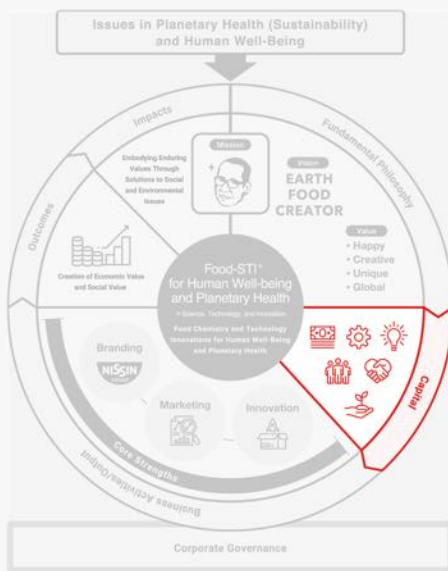 Issues in Planetary Health (Sustainability)
and Human Well-Being
Impacts
Fundamental Philosophy
Mission
Embodying Enduring
Values Through
Solutions to Social
and Environmental
Issues
Vision
EARTH
FOOD
CREATOR
Value
• Happy
• Creative
• Unique
• Global
Outcomes
Creation of Economic Value
and Social Value
Food-STI*
for Human Well-being
and Planetary Health
* Science, Technology, and Innovation
Food Chemistry and Technology
Innovations for Human Well-Being
and Planetary Health
Capital
Branding
NISSIN
Marketing
Innovation
Core Strengths
Business Activities/Output
Corporate Governance